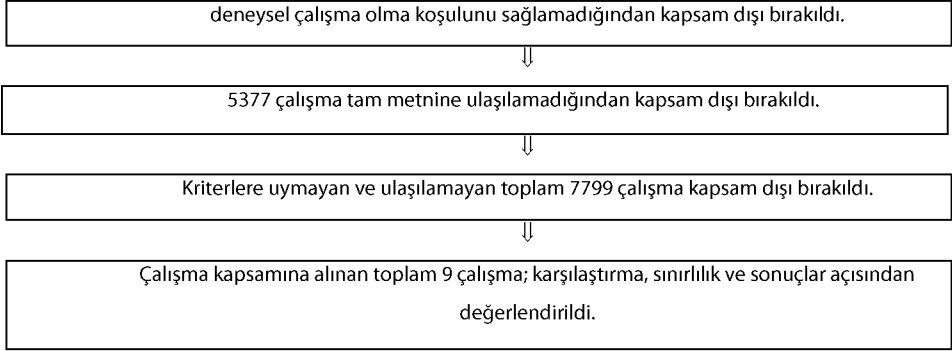 deneysel çalışma olma koşulunu sağlamadığından kapsam dışı bırakıldı.
5377 çalışma tam metnine ulaşılamadığından kapsam dışı bırakıldı.
Kriterlere uymayan ve ulaşılamayan toplam 7799 çalışma kapsam dışı bırakıldı.
Çalışma kapsamına alınan toplam 9 çalışma; karşılaştırma, sınırlılık ve sonuçlar açısından
değerlendirildi.